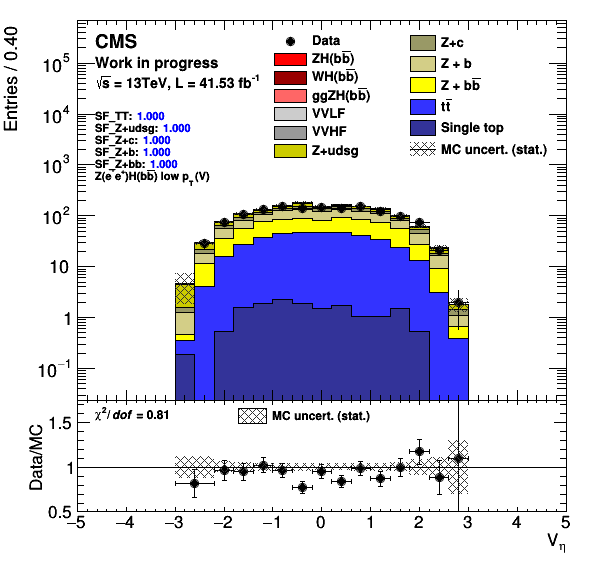 Entries / 0.40
10⁵
10⁴
10³
10²
10
1
10⁻¹
CMS
Work in progress
√s = 13TeV, L = 41.53 fb⁻¹
SF_TT: 1.000
SF_Z+udsg: 1.000
SF_Z+c: 1.000
SF_Z+b: 1.000
SF_Z+bb: 1.000
Z(e⁻e⁺)H(bb̅) low p_T(V)
Data
ZH(bb̅)
WH(bb̅)
ggZH(bb̅)
VVLF
VVHF
Z+udsg
Z+c
Z + b
Z + bb̅
tt̅
Single top
MC uncert. (stat.)
Data/MC
1.5
1
0.5
χ²/dof = 0.81
MC uncert. (stat.)
−5 −4 −3 −2 −1 0 1 2 3 4 5
V_η